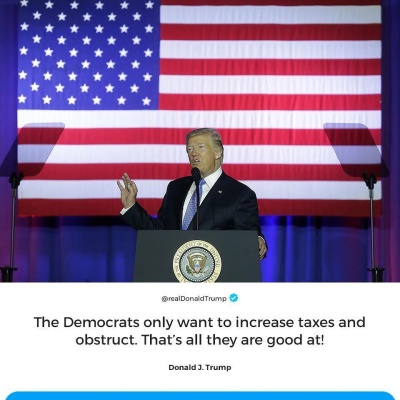 @realDonaldTrump
The Democrats only want to increase taxes and
obstruct. That’s all they are good at!
Donald J. Trump